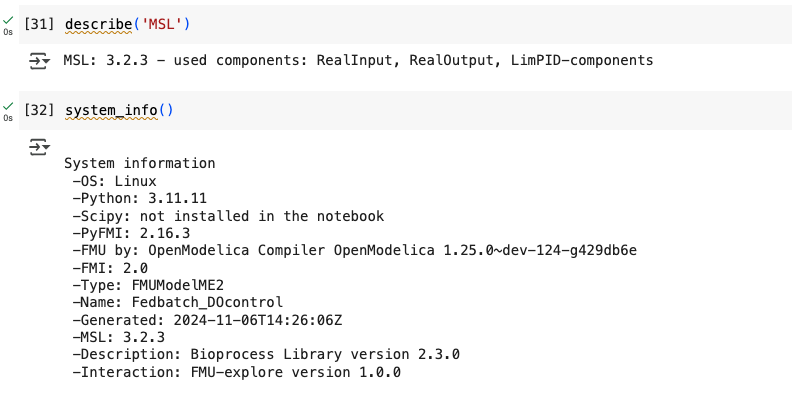 [31] describe('MSL')
0s
MSL: 3.2.3 - used components: RealInput, RealOutput, LimPID-components
[32] system_info()
0s
System information
-OS: Linux
-Python: 3.11.11
-Scipy: not installed in the notebook
-PyFMI: 2.16.3
-FMU by: OpenModelica Compiler OpenModelica 1.25.0~dev-124-g429db6e
-FMI: 2.0
-Type: FMUModelME2
-Name: Fedbatch_DOcontrol
-Generated: 2024-11-06T14:26:06Z
-MSL: 3.2.3
-Description: Bioprocess Library version 2.3.0
-Interaction: FMU-explore version 1.0.0